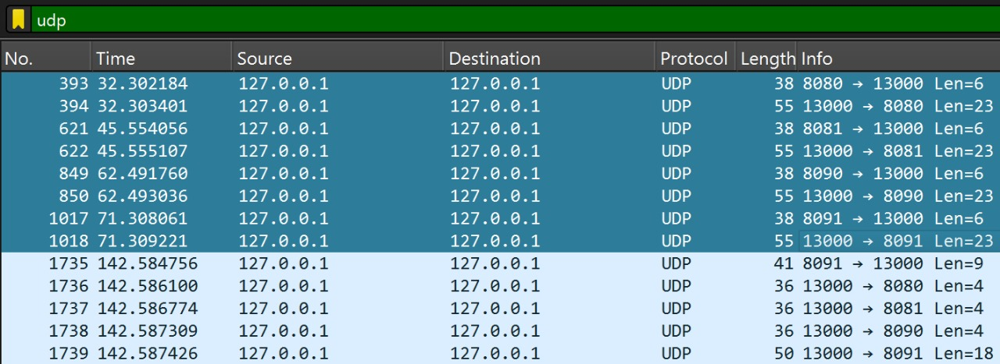 udp
No. Time Source Destination Protocol Length Info
393 32.302184 127.0.0.1 127.0.0.1 UDP 38 8080 → 13000 Len=6
394 32.303401 127.0.0.1 127.0.0.1 UDP 55 13000 → 8080 Len=23
621 45.554056 127.0.0.1 127.0.0.1 UDP 38 8081 → 13000 Len=6
622 45.555107 127.0.0.1 127.0.0.1 UDP 55 13000 → 8081 Len=23
849 62.491760 127.0.0.1 127.0.0.1 UDP 38 8090 → 13000 Len=6
850 62.493036 127.0.0.1 127.0.0.1 UDP 55 13000 → 8090 Len=23
1017 71.308061 127.0.0.1 127.0.0.1 UDP 38 8091 → 13000 Len=6
1018 71.309221 127.0.0.1 127.0.0.1 UDP 55 13000 → 8091 Len=23
1735 142.584756 127.0.0.1 127.0.0.1 UDP 41 8091 → 13000 Len=9
1736 142.586100 127.0.0.1 127.0.0.1 UDP 36 13000 → 8080 Len=4
1737 142.586774 127.0.0.1 127.0.0.1 UDP 36 13000 → 8081 Len=4
1738 142.587309 127.0.0.1 127.0.0.1 UDP 36 13000 → 8090 Len=4
1739 142.587426 127.0.0.1 127.0.0.1 UDP 50 13000 → 8091 Len=18